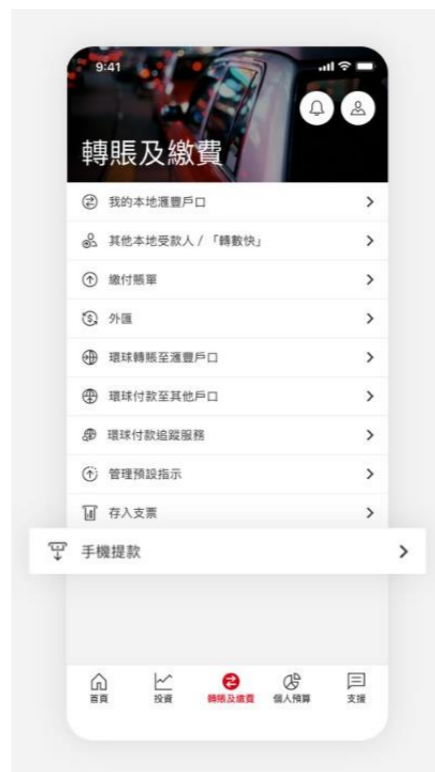 9:41
轉賬及繳費
我的本地滙豐戶口
其他本地受款人 / 「轉數快」
繳付賬單
外匯
環球轉賬至滙豐戶口
環球付款至其他戶口
環球付款追蹤服務
管理預設指示
存入支票
手機提款
首頁 投資 轉賬及繳費 個人預算 支援